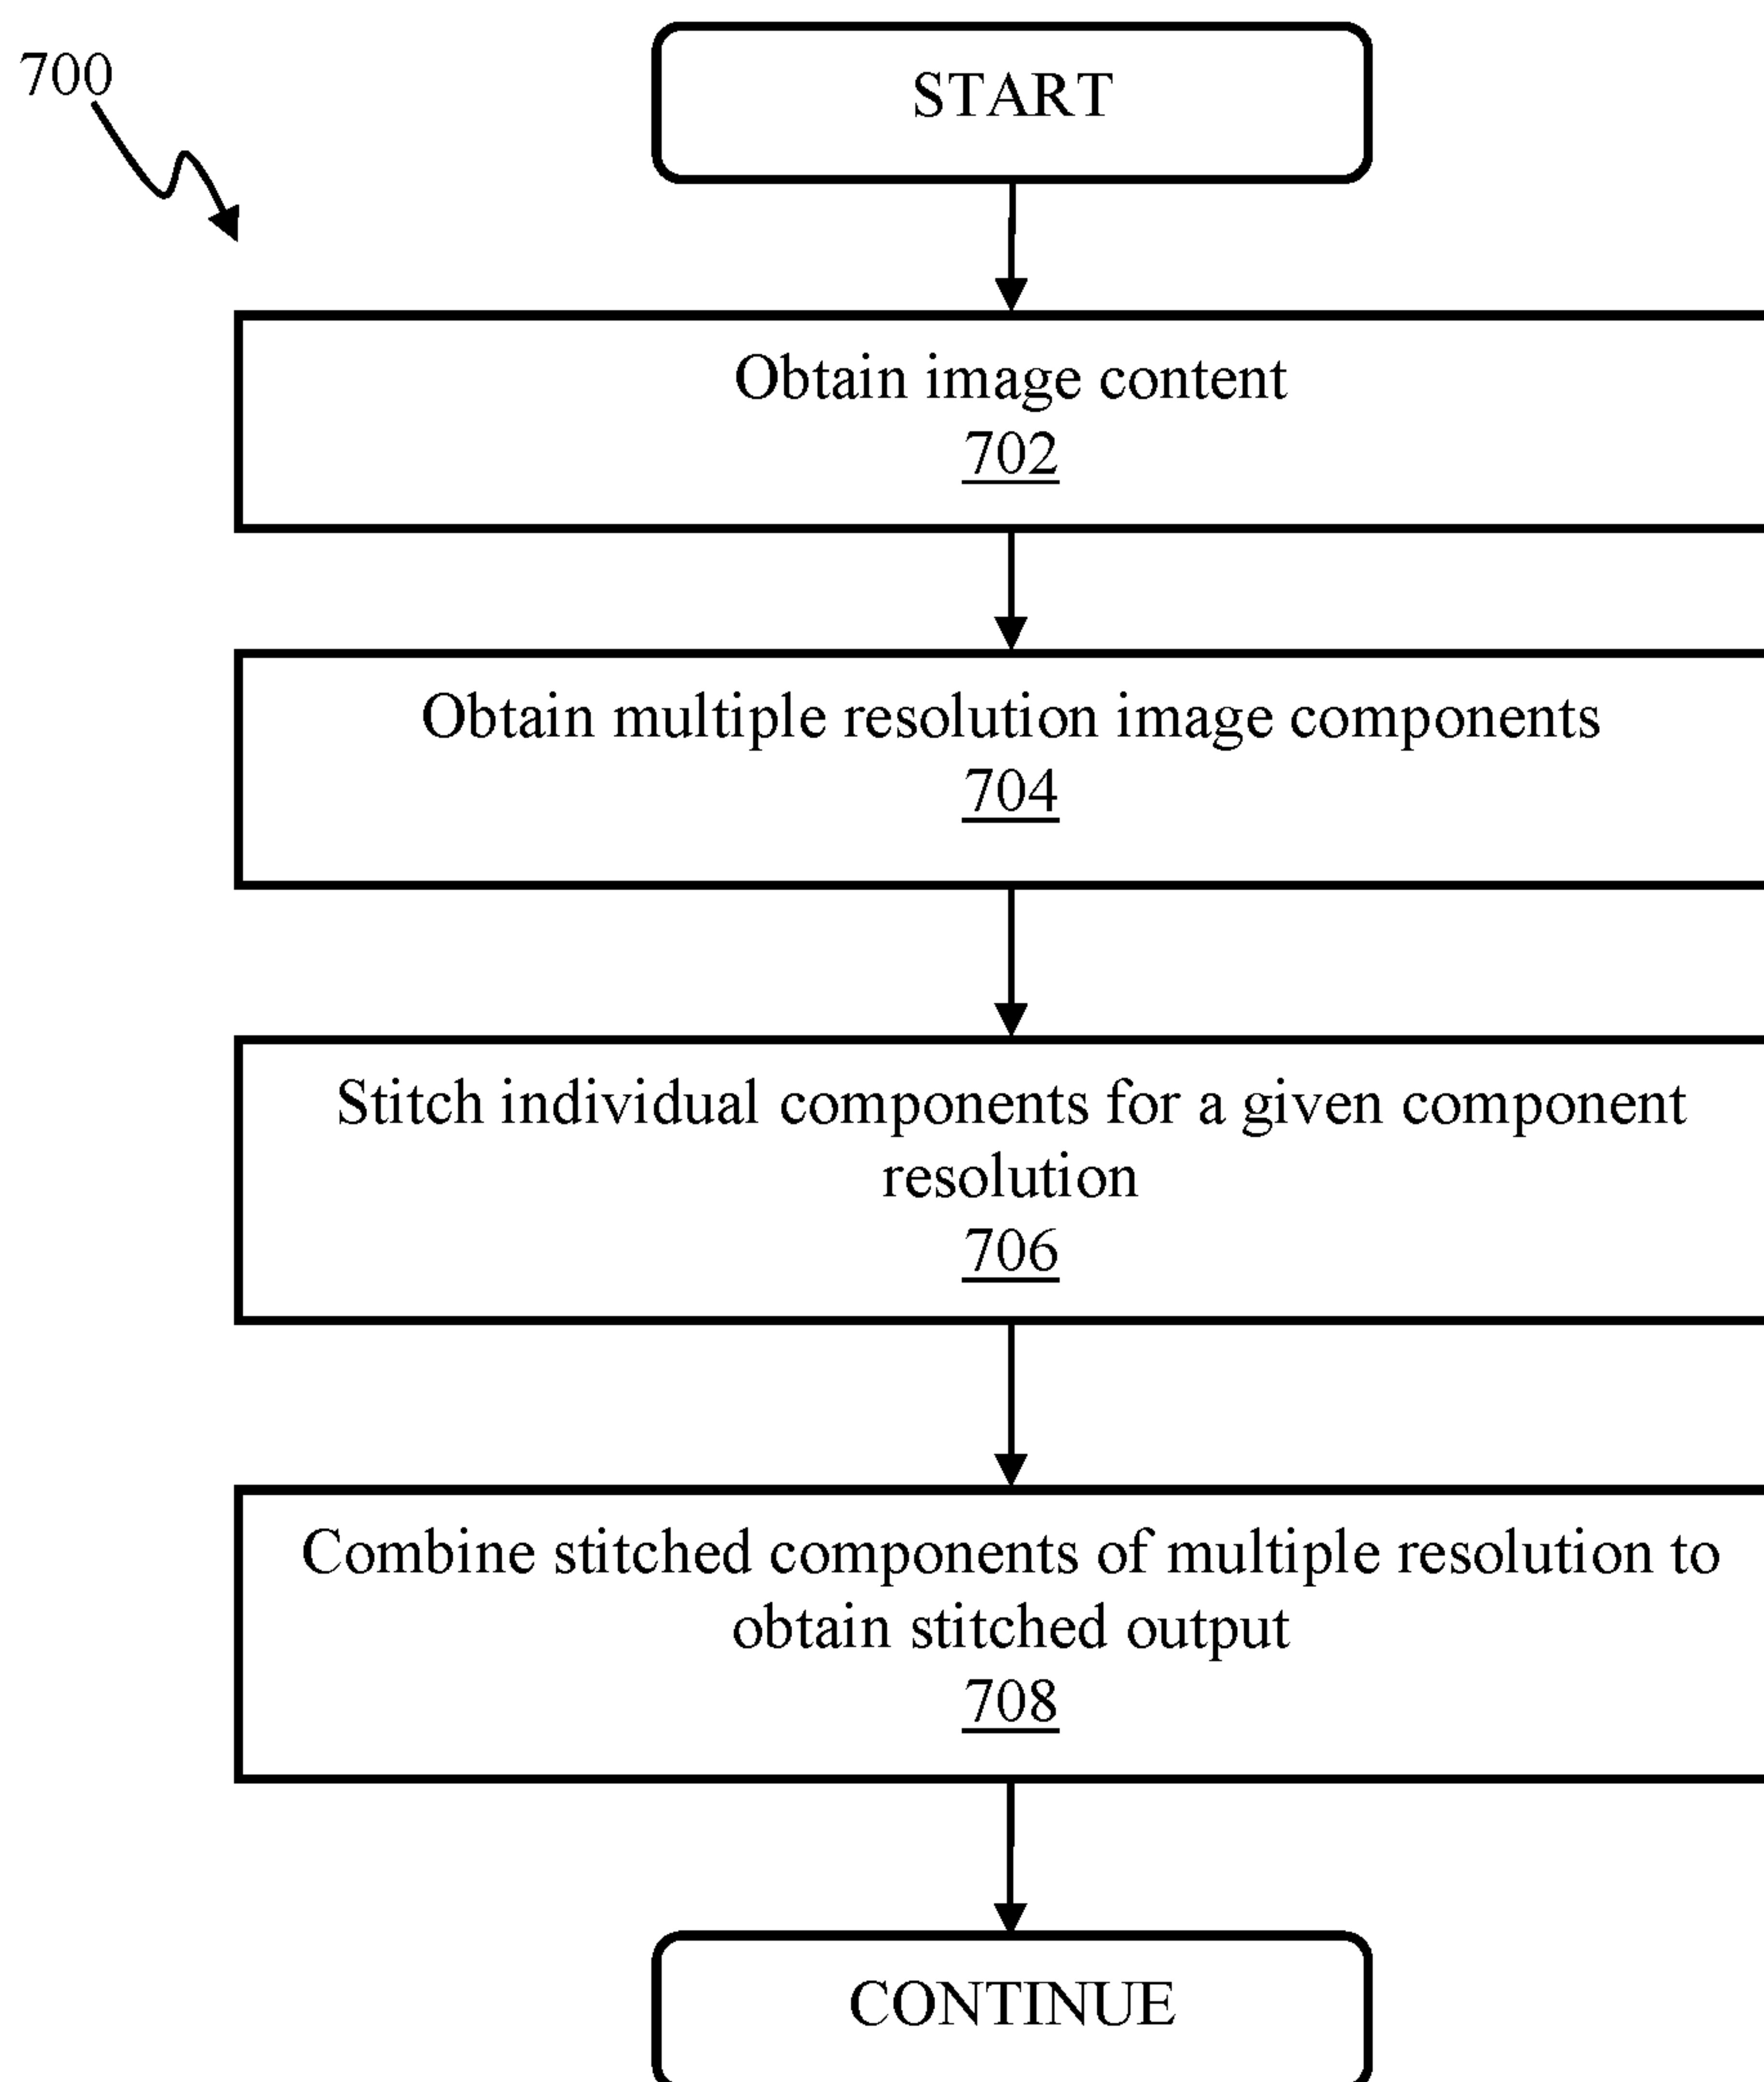 700
START
Obtain image content
702
Obtain multiple resolution image components
704
Stitch individual components for a given component
resolution
706
Combine stitched components of multiple resolution to
obtain stitched output
708
CONTINUE